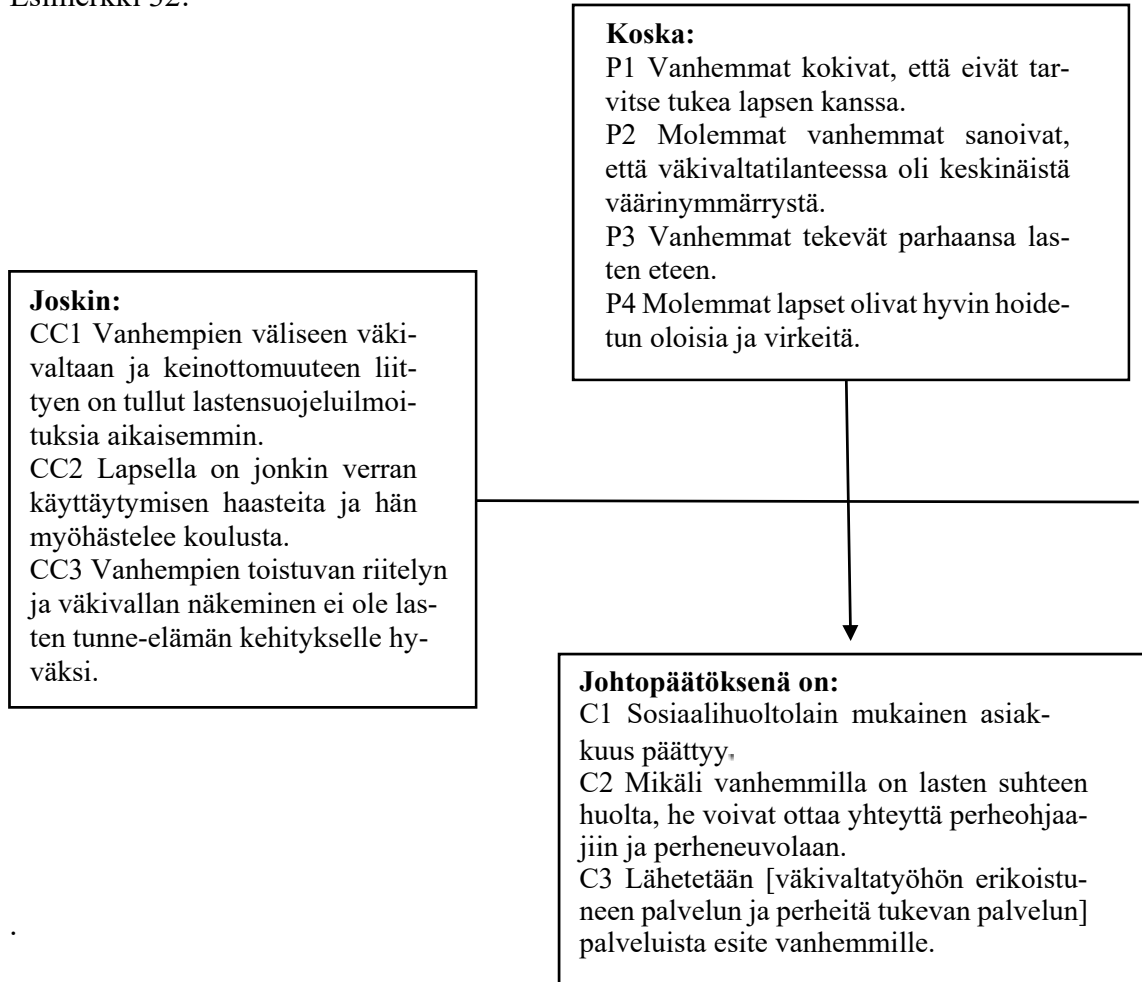 Koska:
P1 Vanhemmat kokivat, että eivät tar-
vitse tukea lapsen kanssa.
P2 Molemmat vanhemmat sanoivat,
että väkivaltatilanteessa oli keskinäistä
väärinymmärrystä.
P3 Vanhemmat tekevät parhaansa las-
ten eteen.
P4 Molemmat lapset olivat hyvin hoide-
tun oloisia ja virkeitä.
Joskin:
CC1 Vanhempien väliseen väki-
valtaan ja keinottomuuteen liit-
tyen on tullut lastensuojeluilmoi-
tuksia aikaisemmin.
CC2 Lapsella on jonkin verran
käyttäytymisen haasteita ja hän
myöhästelee koulusta.
CC3 Vanhempien toistuvan riitelyn
ja väkivallan näkeminen ei ole las-
ten tunne-elämän kehitykselle hy-
väksi.
Johtopäätöksenä on:
C1 Sosiaalihuoltolain mukainen asiak-
kuus päättyy.
C2 Mikäli vanhemmilla on lasten suhteen
huolta, he voivat ottaa yhteyttä perheohjaa-
jiin ja perheneuvolaan.
C3 Lähetetään [väkivaltatyöhön erikoistu-
neen palvelun ja perheitä tukevan palvelun]
palveluista esite vanhemmille.
.